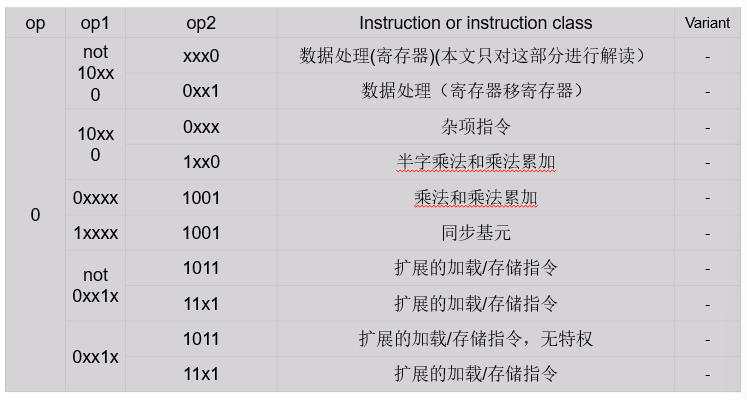 op op1 op2 Instruction or instruction class Variant
0
not 10xx0
xxx0 数据处理(寄存器)(本文只对这部分进行解读） -
0xx1 数据处理（寄存器移寄存器） -
10xx0
0xxx 杂项指令 -
1xx0 半字乘法和乘法累加 -
0xxxx 1001 乘法和乘法累加 -
1xxxx 1001 同步基元 -
not 0xx1x
1011 扩展的加载/存储指令 -
11x1 扩展的加载/存储指令 -
0xx1x
1011 扩展的加载/存储指令，无特权 -
11x1 扩展的加载/存储指令 -